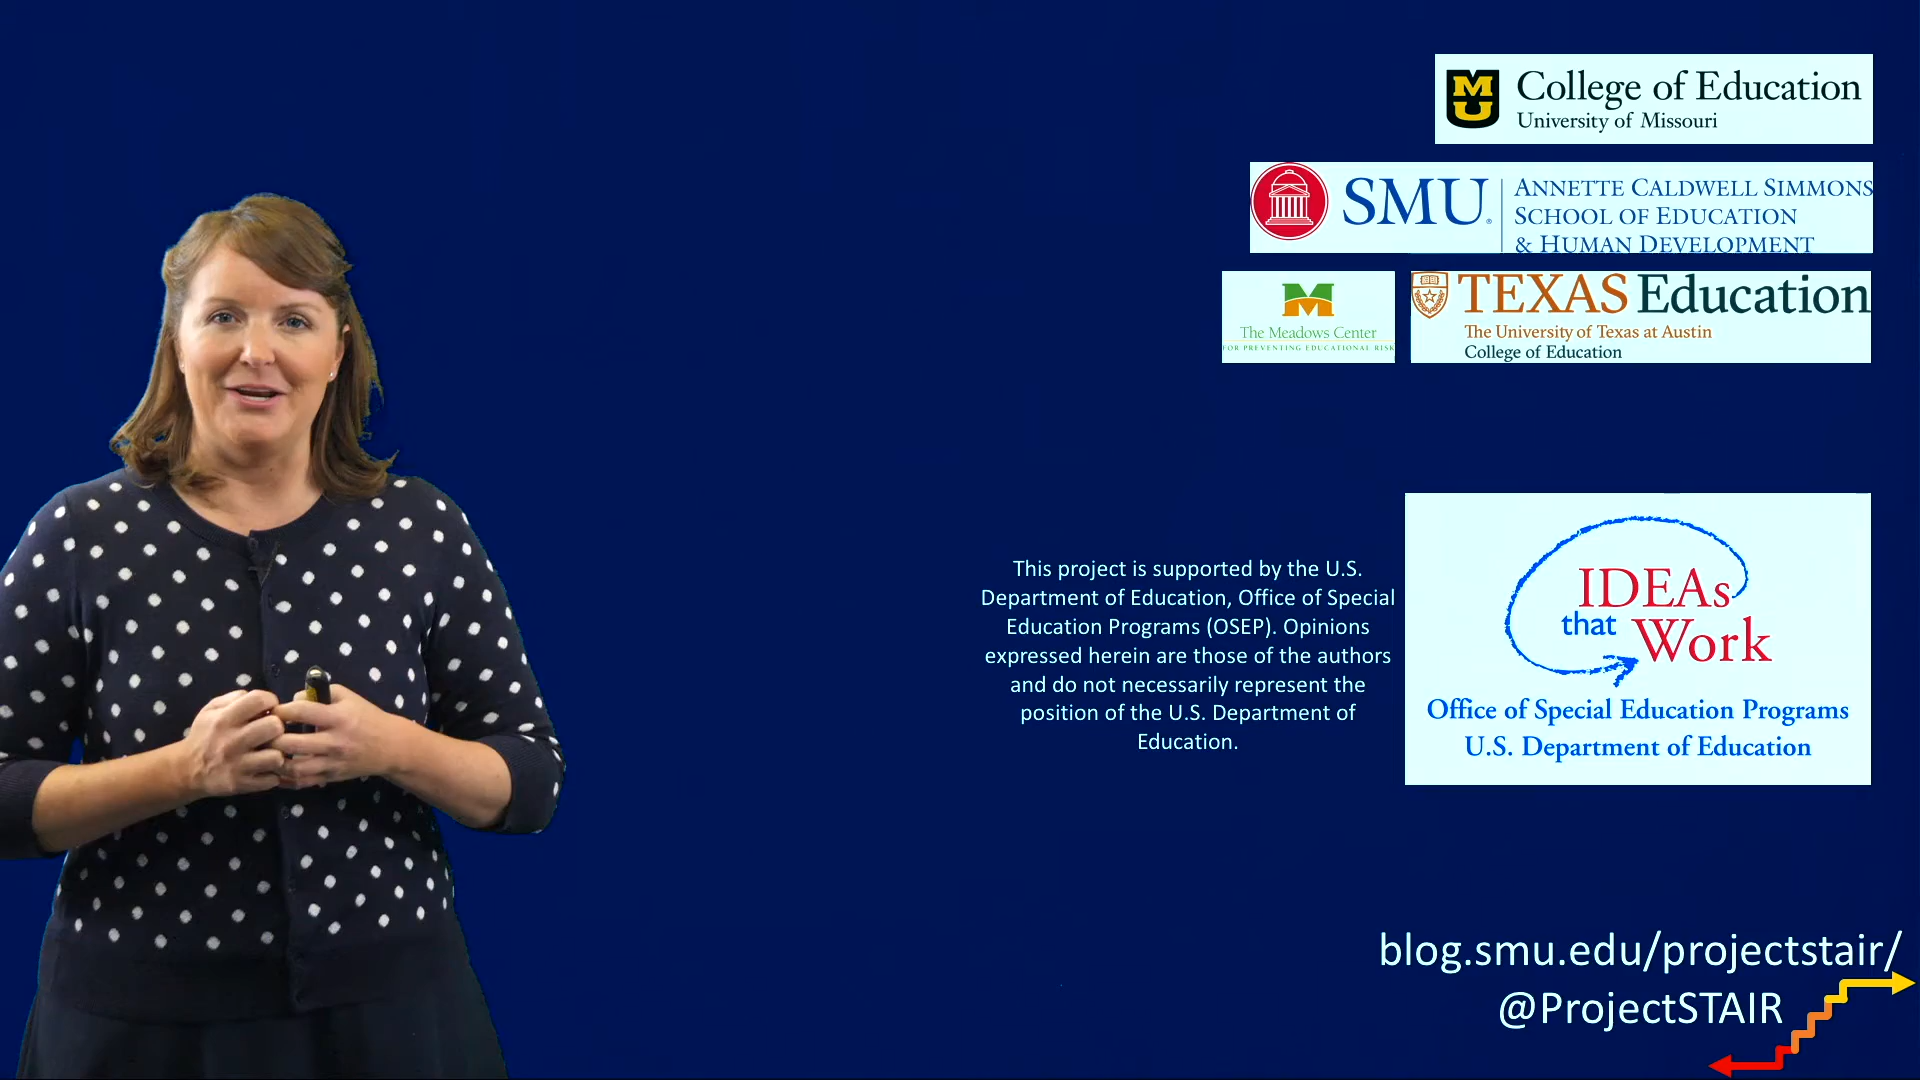 MU
College of Education
University of Missouri
SMU®
ANNETTE CALDWELL SIMMONS
SCHOOL OF EDUCATION
& HUMAN DEVELOPMENT
M
The Meadows Center
FOR PREVENTING EDUCATIONAL RISK
TEXAS Education
The University of Texas at Austin
College of Education
This project is supported by the U.S.
Department of Education, Office of Special
Education Programs (OSEP). Opinions
expressed herein are those of the authors
and do not necessarily represent the
position of the U.S. Department of
Education.
IDEAs
that Work
Office of Special Education Programs
U.S. Department of Education
blog.smu.edu/projectstair/
@ProjectSTAIR